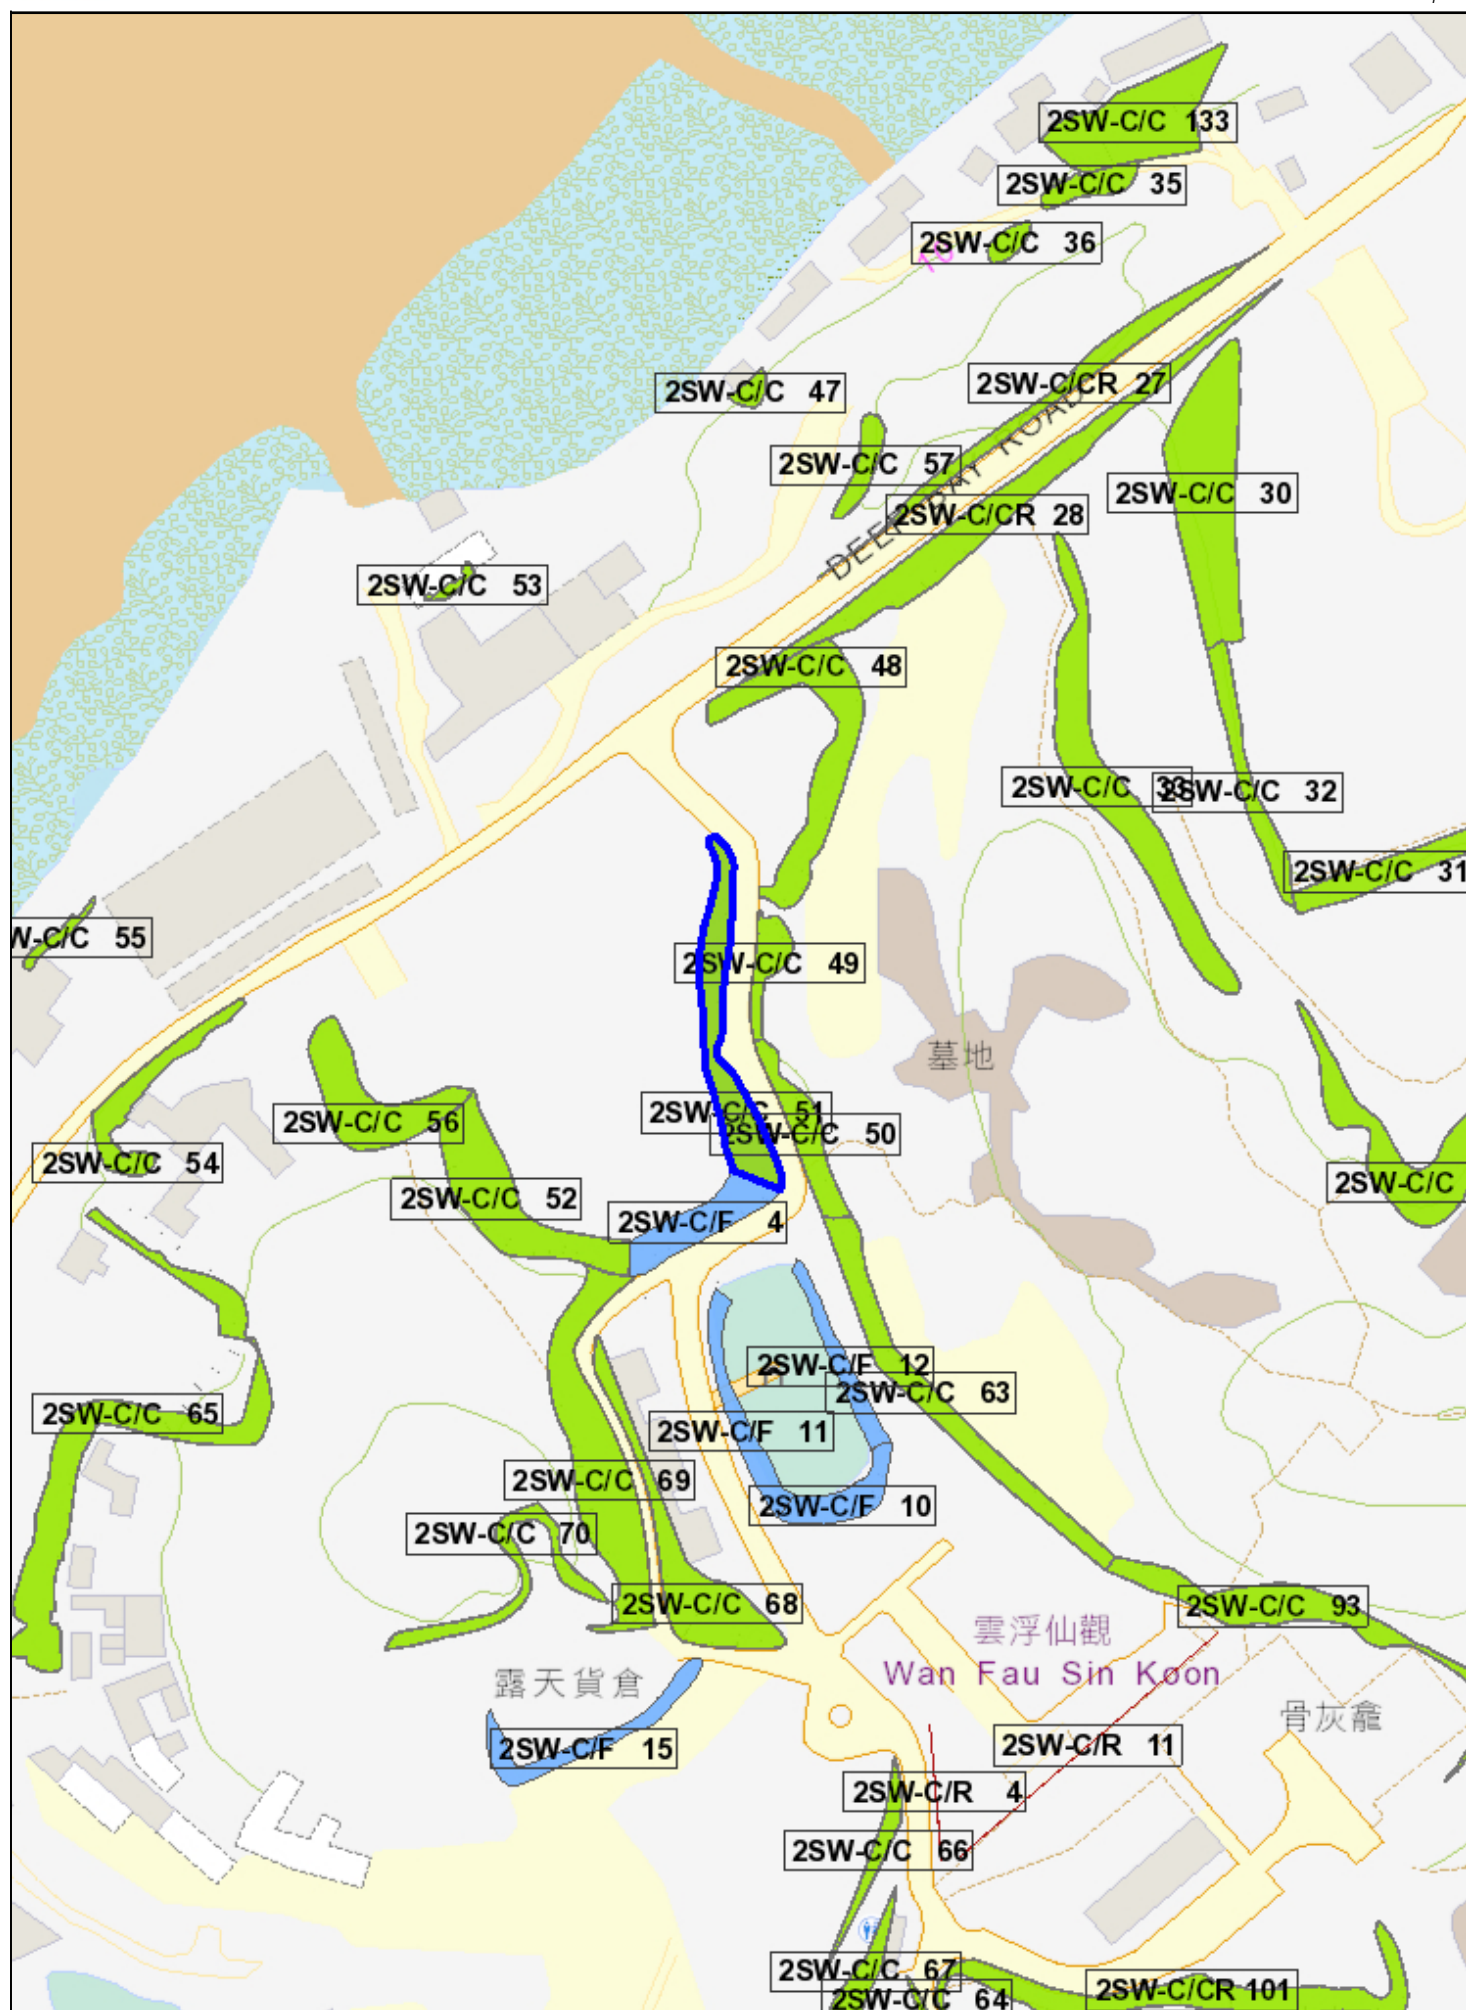 2SW-C/C 133
2SW-C/C 35
2SW-C/C 36
2SW-C/CR 27
2SW-C/C 47
DEEP BAY ROAD
2SW-C/C 57
2SW-C/C 30
2SW-C/CR 28
2SW-C/C 53
2SW-C/C 48
2SW-C/C 33
2SW-C/C 32
2SW-C/C 31
W-C/C 55
2SW-C/C 49
墓地
2SW-C/C 51
2SW-C/C 56
2SW-C/C 50
2SW-C/C 54
2SW-C/C
2SW-C/C 52
2SW-C/F 4
2SW-C/F 12
2SW-C/C 63
2SW-C/C 65
2SW-C/F 11
2SW-C/C 69
2SW-C/F 10
2SW-C/C 70
2SW-C/C 68
2SW-C/C 93
雲浮仙觀
Wan Fau Sin Koon
露天貨倉
骨灰龕
2SW-C/R 11
2SW-C/F 15
2SW-C/R 4
2SW-C/C 66
2SW-C/C 67
2SW-C/CR 101
2SW-C/C 64